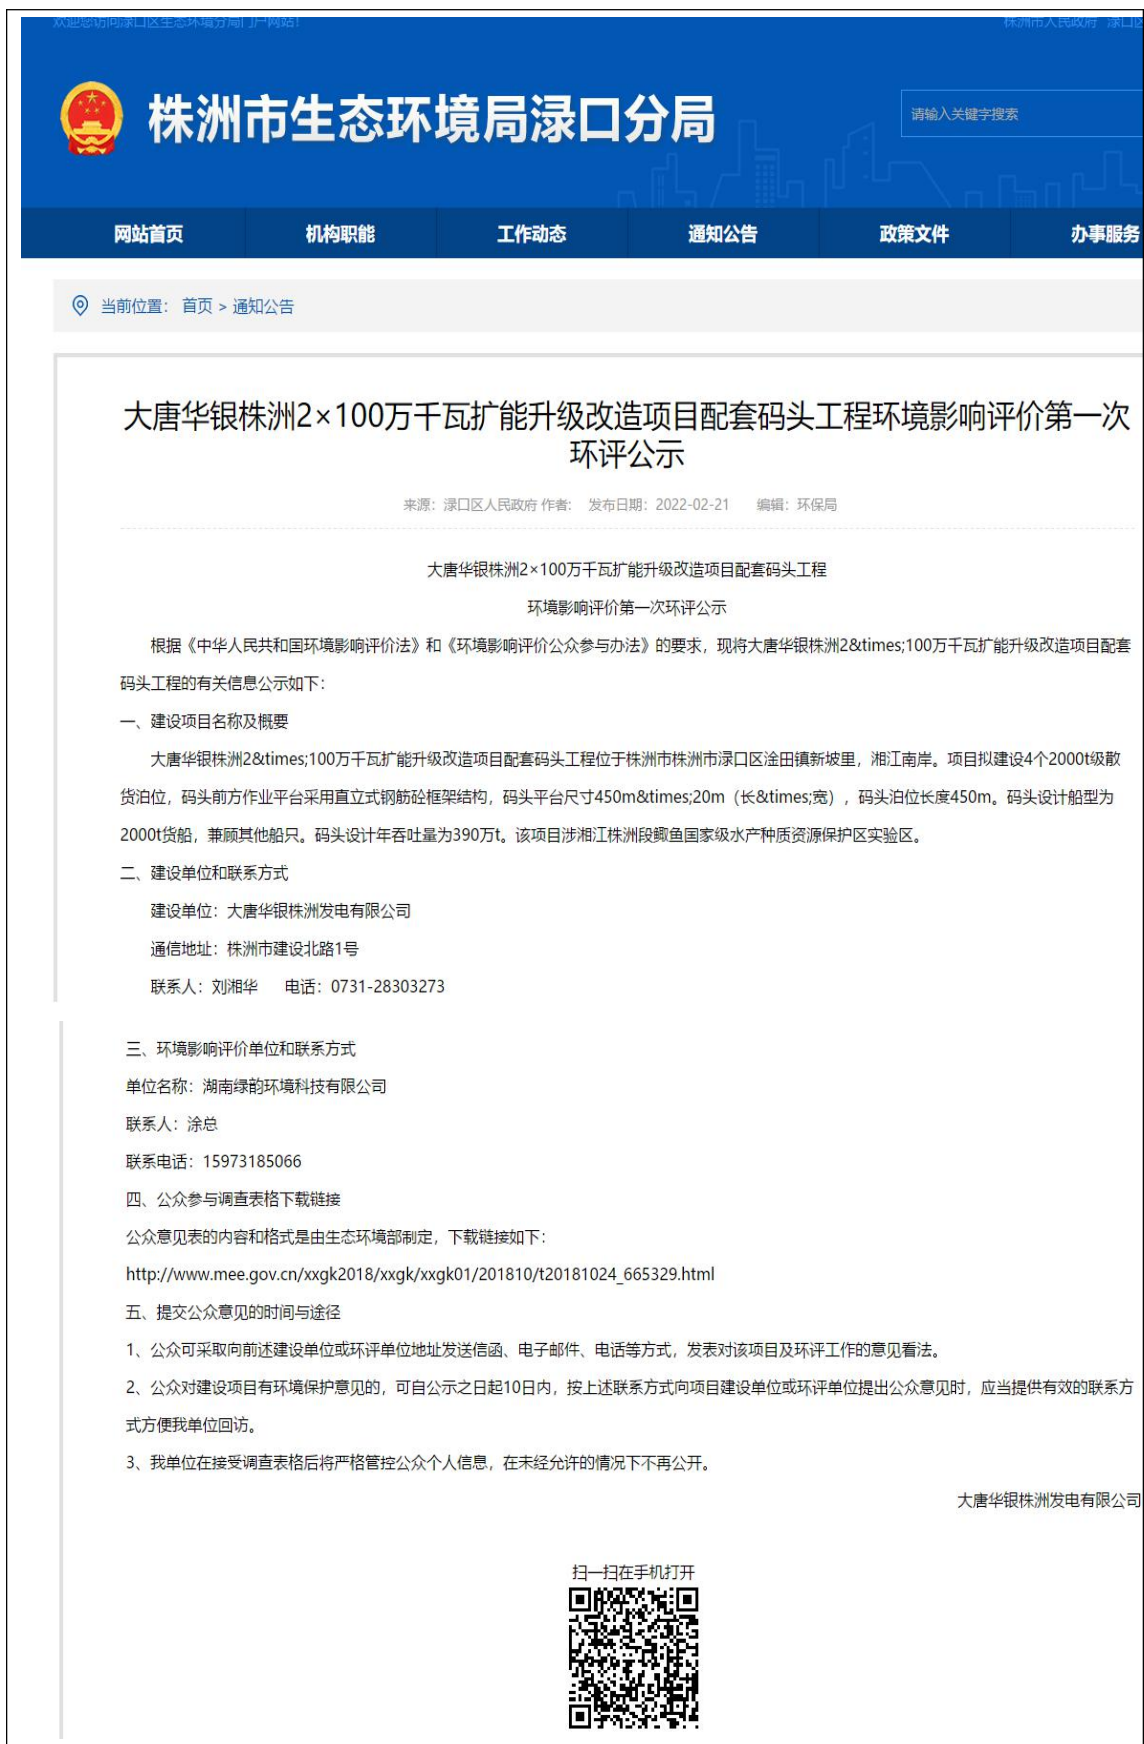 欢迎您访问渌口区生态环境分局门户网站!
株洲市人民政府 渌口区
株洲市生态环境局渌口分局
请输入关键字搜索
网站首页 机构职能 工作动态 通知公告 政策文件 办事服务
当前位置: 首页 > 通知公告
大唐华银株洲2×100万千瓦扩能升级改造项目配套码头工程环境影响评价第一次
环评公示
来源: 渌口区人民政府 作者: 发布日期: 2022-02-21 编辑: 环保局
大唐华银株洲2×100万千瓦扩能升级改造项目配套码头工程
环境影响评价第一次环评公示
根据《中华人民共和国环境影响评价法》和《环境影响评价公众参与办法》的要求，现将大唐华银株洲2&times;100万千瓦扩能升级改造项目配套
码头工程的有关信息公示如下：
一、建设项目名称及概要
大唐华银株洲2&times;100万千瓦扩能升级改造项目配套码头工程位于株洲市株洲市渌口区淦田镇新坡里，湘江南岸。项目拟建设4个2000t级散
货泊位，码头前方作业平台采用直立式钢筋砼框架结构，码头平台尺寸450m&times;20m（长&times;宽），码头泊位长度450m。码头设计船型为
2000t货船，兼顾其他船只。码头设计年吞吐量为390万t。该项目涉湘江株洲段鲴鱼国家级水产种质资源保护区实验区。
二、建设单位和联系方式
建设单位：大唐华银株洲发电有限公司
通信地址：株洲市建设北路1号
联系人：刘湘华 电话：0731-28303273
三、环境影响评价单位和联系方式
单位名称：湖南绿韵环境科技有限公司
联系人：涂总
联系电话：15973185066
四、公众参与调查表格下载链接
公众意见表的内容和格式是由生态环境部制定，下载链接如下：
http://www.mee.gov.cn/xxgk2018/xxgk/xxgk01/201810/t20181024_665329.html
五、提交公众意见的时间与途径
1、公众可采取向前述建设单位或环评单位地址发送信函、电子邮件、电话等方式，发表对该项目及环评工作的意见看法。
2、公众对建设项目有环境保护意见的，可自公示之日起10日内，按上述联系方式向项目建设单位或环评单位提出公众意见时，应当提供有效的联系方
式方便我单位回访。
3、我单位在接受调查表格后将严格管控公众个人信息，在未经允许的情况下不再公开。
大唐华银株洲发电有限公司
扫一扫在手机打开